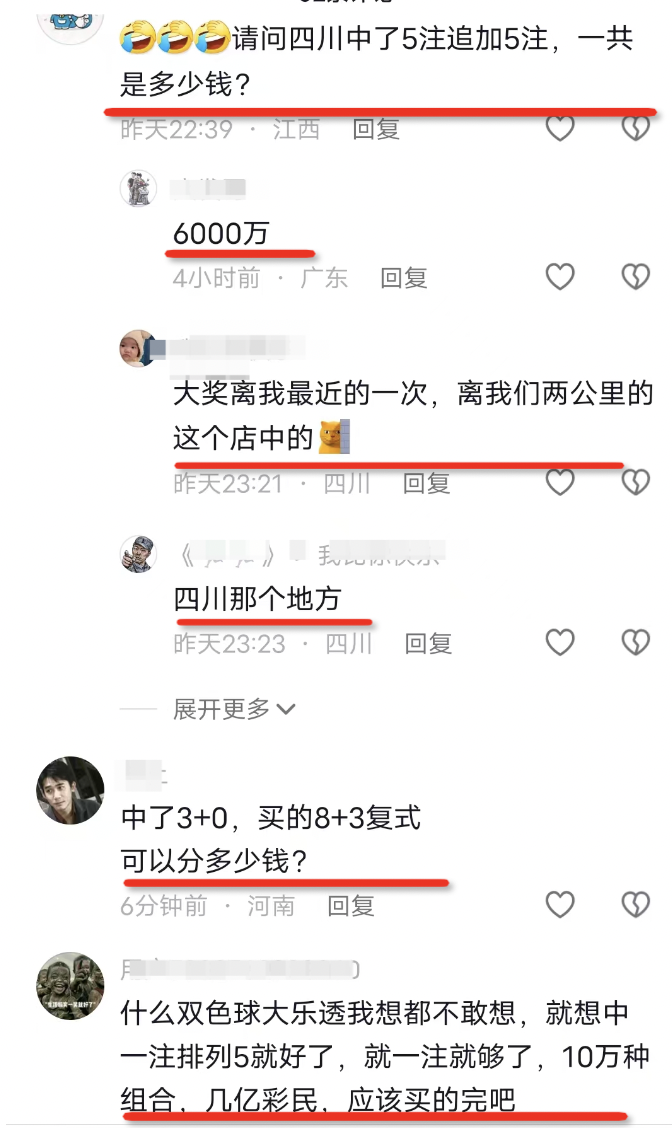 请问四川中了5注追加5注，一共
是多少钱？
昨天22:39 · 江西 回复
6000万
4小时前 · 广东 回复
大奖离我最近的一次，离我们两公里的
这个店中的
昨天23:21 · 四川 回复
四川那个地方
昨天23:23 · 四川 回复
展开更多
中了3+0，买的8+3复式
可以分多少钱？
6分钟前 · 河南 回复
什么双色球大乐透我想都不敢想，就想中
一注排列5就好了，就一注就够了，10万种
组合，几亿彩民，应该买的完吧